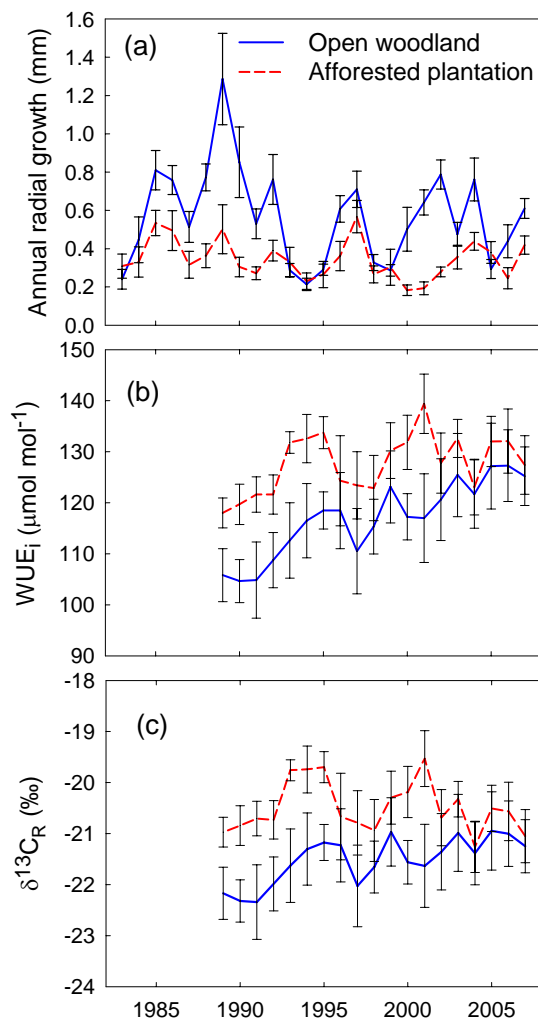 (a)
Open woodland
Afforested plantation
Annual radial growth (mm)
1.6
1.4
1.2
1.0
0.8
0.6
0.4
0.2
0.0
(b)
WUEi (μmol mol⁻¹)
150
140
130
120
110
100
90
(c)
δ¹³C_R (‰)
-18
-19
-20
-21
-22
-23
-24
1985 1990 1995 2000 2005